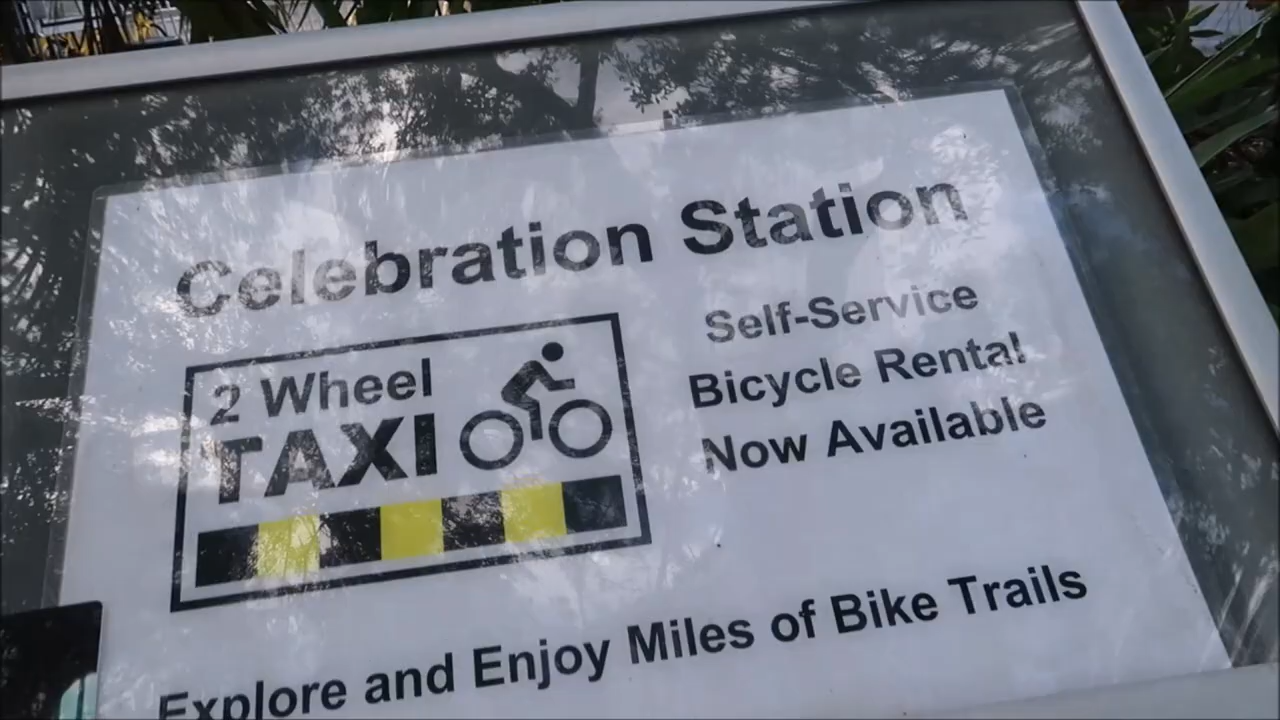 Celebration Station
2 Wheel
TAXI
Self-Service
Bicycle Rental
Now Available
Explore and Enjoy Miles of Bike Trails